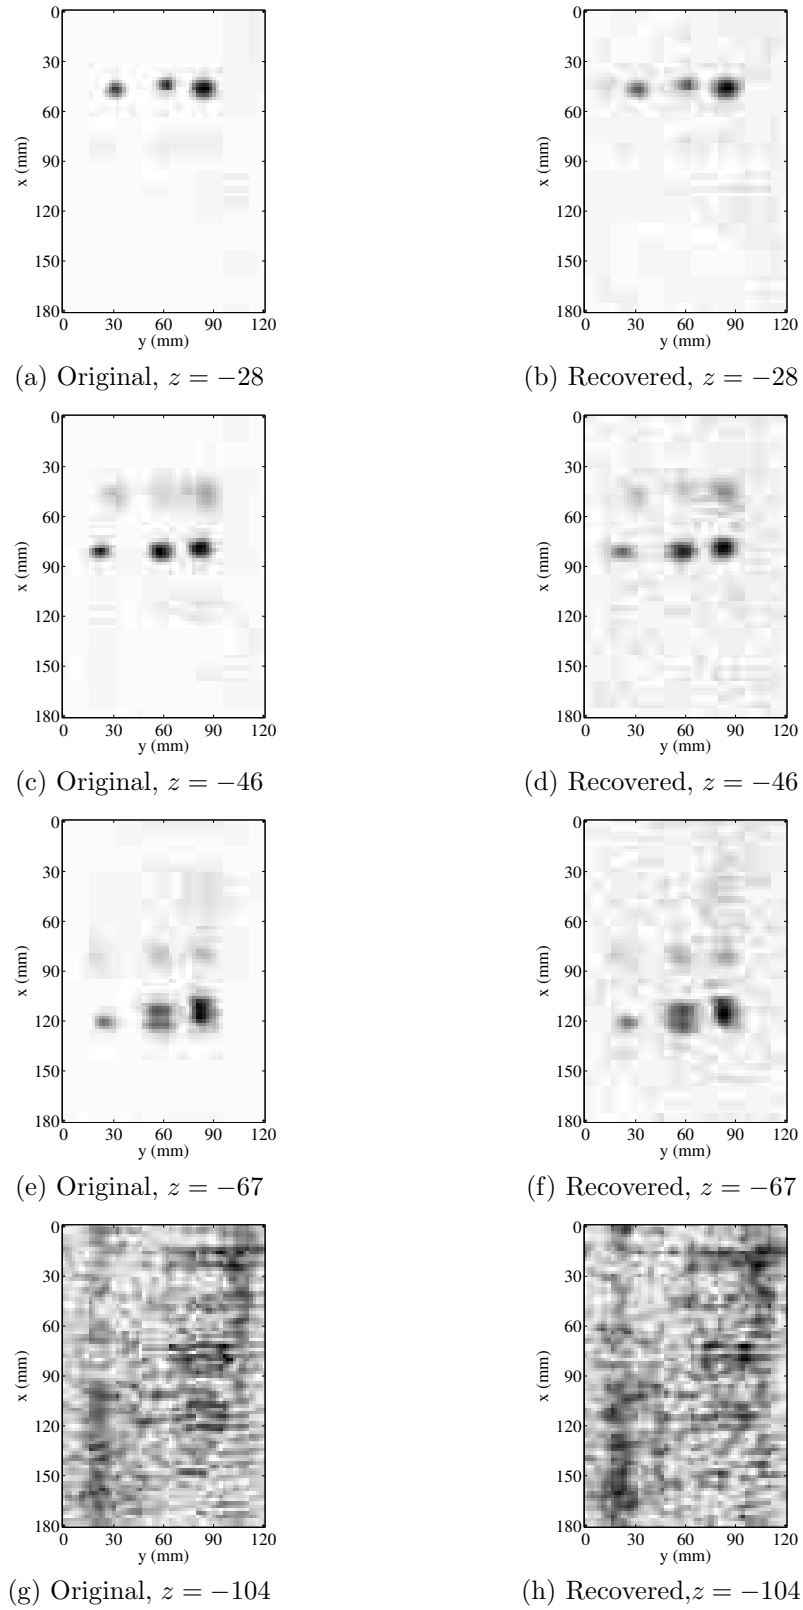 0
30
60
90
120
150
180
x (mm)
0 30 60 90 120
y (mm)
(a) Original, z = −28
0
30
60
90
120
150
180
x (mm)
0 30 60 90 120
y (mm)
(b) Recovered, z = −28
0
30
60
90
120
150
180
x (mm)
0 30 60 90 120
y (mm)
(c) Original, z = −46
0
30
60
90
120
150
180
x (mm)
0 30 60 90 120
y (mm)
(d) Recovered, z = −46
0
30
60
90
120
150
180
x (mm)
0 30 60 90 120
y (mm)
(e) Original, z = −67
0
30
60
90
120
150
180
x (mm)
0 30 60 90 120
y (mm)
(f) Recovered, z = −67
0
30
60
90
120
150
180
x (mm)
0 30 60 90 120
y (mm)
(g) Original, z = −104
0
30
60
90
120
150
180
x (mm)
0 30 60 90 120
y (mm)
(h) Recovered,z = −104